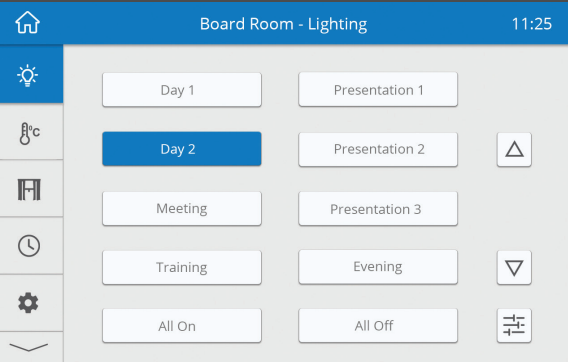 Board Room - Lighting
11:25
Day 1
Presentation 1
Day 2
Presentation 2
°C
Meeting
Presentation 3
Training
Evening
All On
All Off